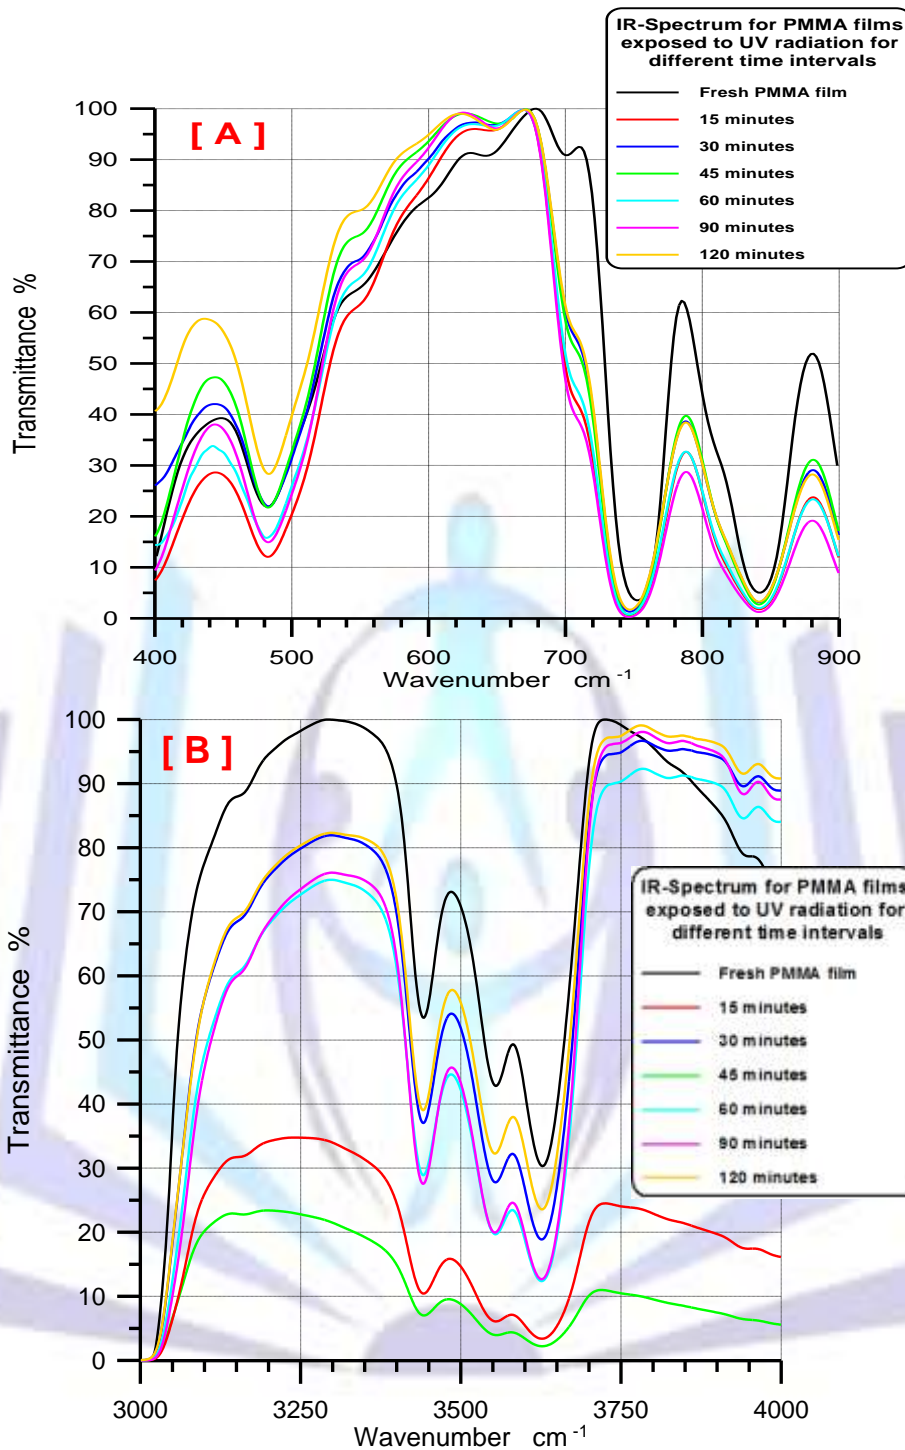 IR-Spectrum for PMMA films
exposed to UV radiation for
different time intervals
Fresh PMMA film
15 minutes
30 minutes
45 minutes
60 minutes
90 minutes
120 minutes
[ A ]
100
90
80
70
60
50
40
30
20
10
0
Transmittance %
400 500 600 700 800 900
Wavenumber cm-1
[ B ]
100
90
80
70
60
50
40
30
20
10
0
Transmittance %
IR-Spectrum for PMMA films
exposed to UV radiation for
different time intervals
Fresh PMMA film
15 minutes
30 minutes
45 minutes
60 minutes
90 minutes
120 minutes
3000 3250 3500 3750 4000
Wavenumber cm-1